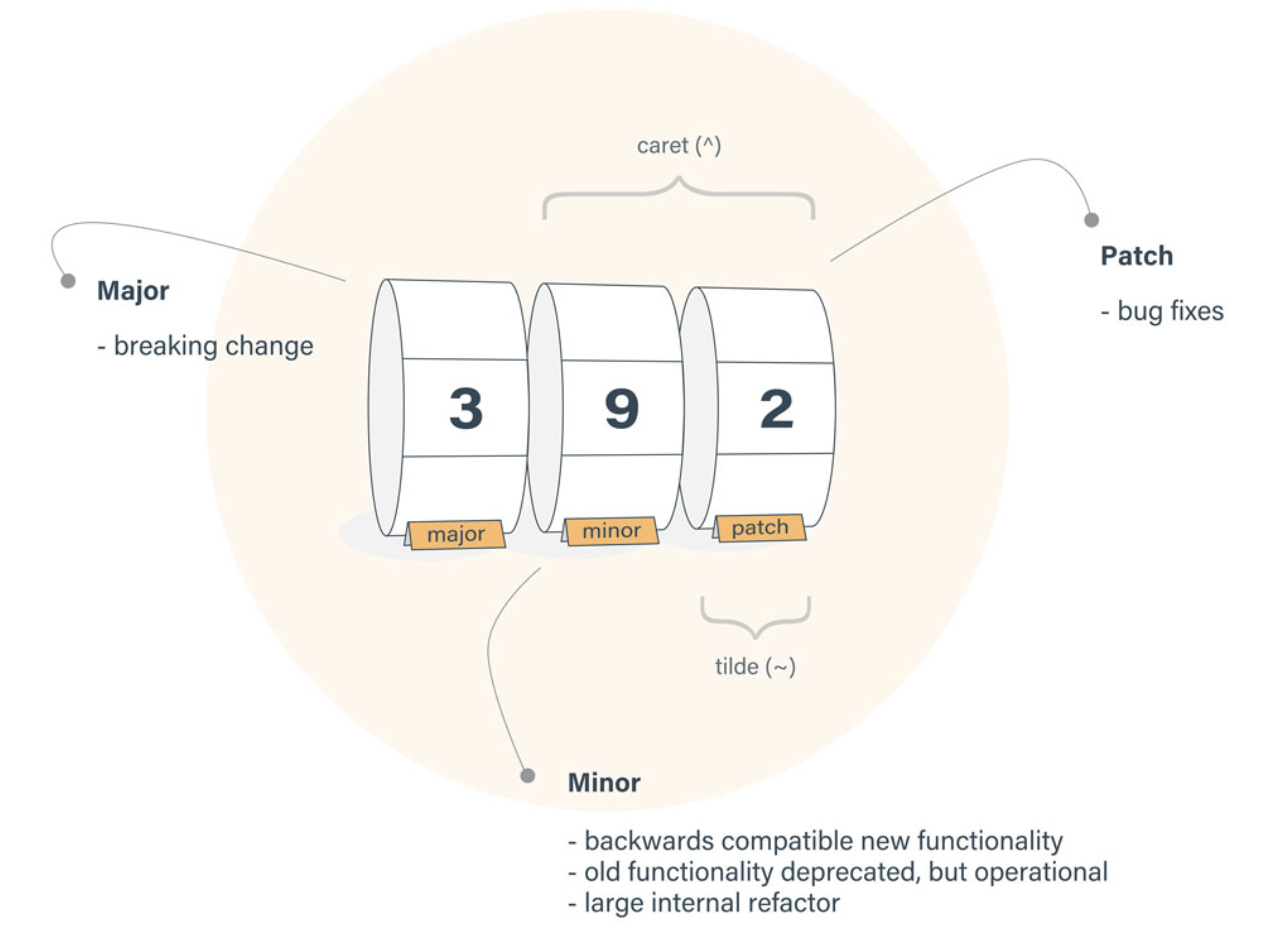 caret (^)
Major
- breaking change
Patch
- bug fixes
3 9 2
major minor patch
tilde (~)
Minor
- backwards compatible new functionality
- old functionality deprecated, but operational
- large internal refactor